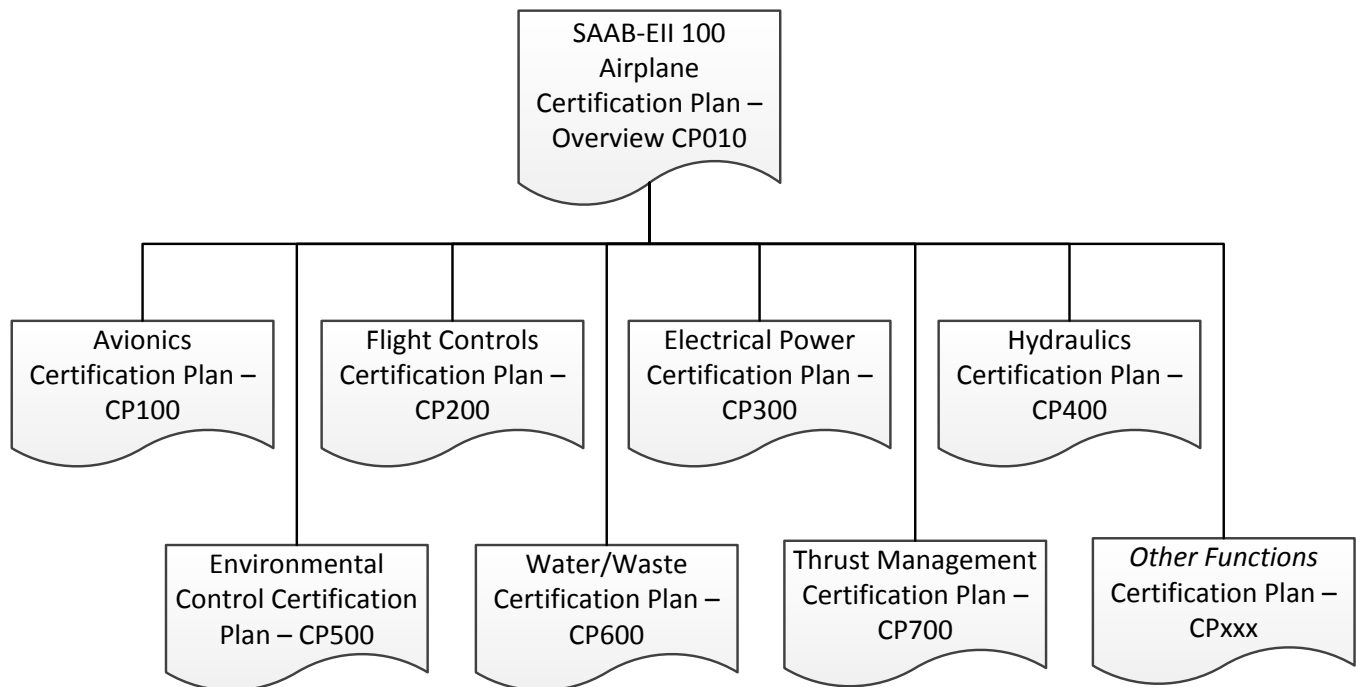 SAAB-EII 100
Airplane
Certification Plan –
Overview CP010
Avionics
Certification Plan –
CP100
Flight Controls
Certification Plan –
CP200
Electrical Power
Certification Plan –
CP300
Hydraulics
Certification Plan –
CP400
Environmental
Control Certification
Plan – CP500
Water/Waste
Certification Plan –
CP600
Thrust Management
Certification Plan –
CP700
Other Functions
Certification Plan –
CPxxx